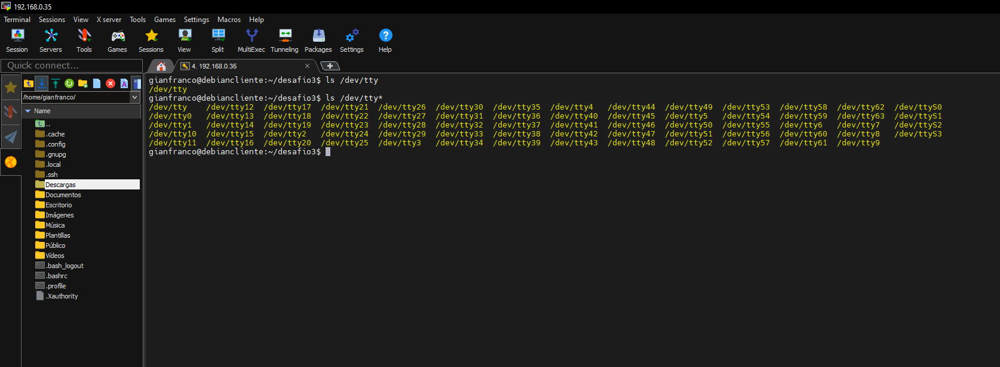 192.168.0.35
Terminal Sessions View X server Tools Games Settings Macros Help
Session Servers Tools Games Sessions View Split MultiExec Tunneling Packages Settings Help
Quick connect...
4. 192.168.0.35
/home/gianfranco/
Name
..
.cache
.config
.gnupg
.local
.ssh
Descargas
Documentos
Escritorio
Imágenes
Música
Plantillas
Público
Vídeos
.bash_logout
.bashrc
.profile
.Xauthority
gianfranco@debiancliente:~/desafio3$ ls /dev/tty
/dev/tty
gianfranco@debiancliente:~/desafio3$ ls /dev/tty*
/dev/tty /dev/tty12 /dev/tty17 /dev/tty21 /dev/tty26 /dev/tty30 /dev/tty35 /dev/tty4 /dev/tty44 /dev/tty49 /dev/tty53 /dev/tty58 /dev/tty62 /dev/ttyS0
/dev/tty0 /dev/tty13 /dev/tty18 /dev/tty22 /dev/tty27 /dev/tty31 /dev/tty36 /dev/tty40 /dev/tty45 /dev/tty5 /dev/tty54 /dev/tty59 /dev/tty63 /dev/ttyS1
/dev/tty1 /dev/tty14 /dev/tty19 /dev/tty23 /dev/tty28 /dev/tty32 /dev/tty37 /dev/tty41 /dev/tty46 /dev/tty50 /dev/tty55 /dev/tty6 /dev/tty7 /dev/ttyS2
/dev/tty10 /dev/tty15 /dev/tty2 /dev/tty24 /dev/tty29 /dev/tty33 /dev/tty38 /dev/tty42 /dev/tty47 /dev/tty51 /dev/tty56 /dev/tty60 /dev/tty8 /dev/ttyS3
/dev/tty11 /dev/tty16 /dev/tty20 /dev/tty25 /dev/tty3 /dev/tty34 /dev/tty39 /dev/tty43 /dev/tty48 /dev/tty52 /dev/tty57 /dev/tty61 /dev/tty9
gianfranco@debiancliente:~/desafio3$